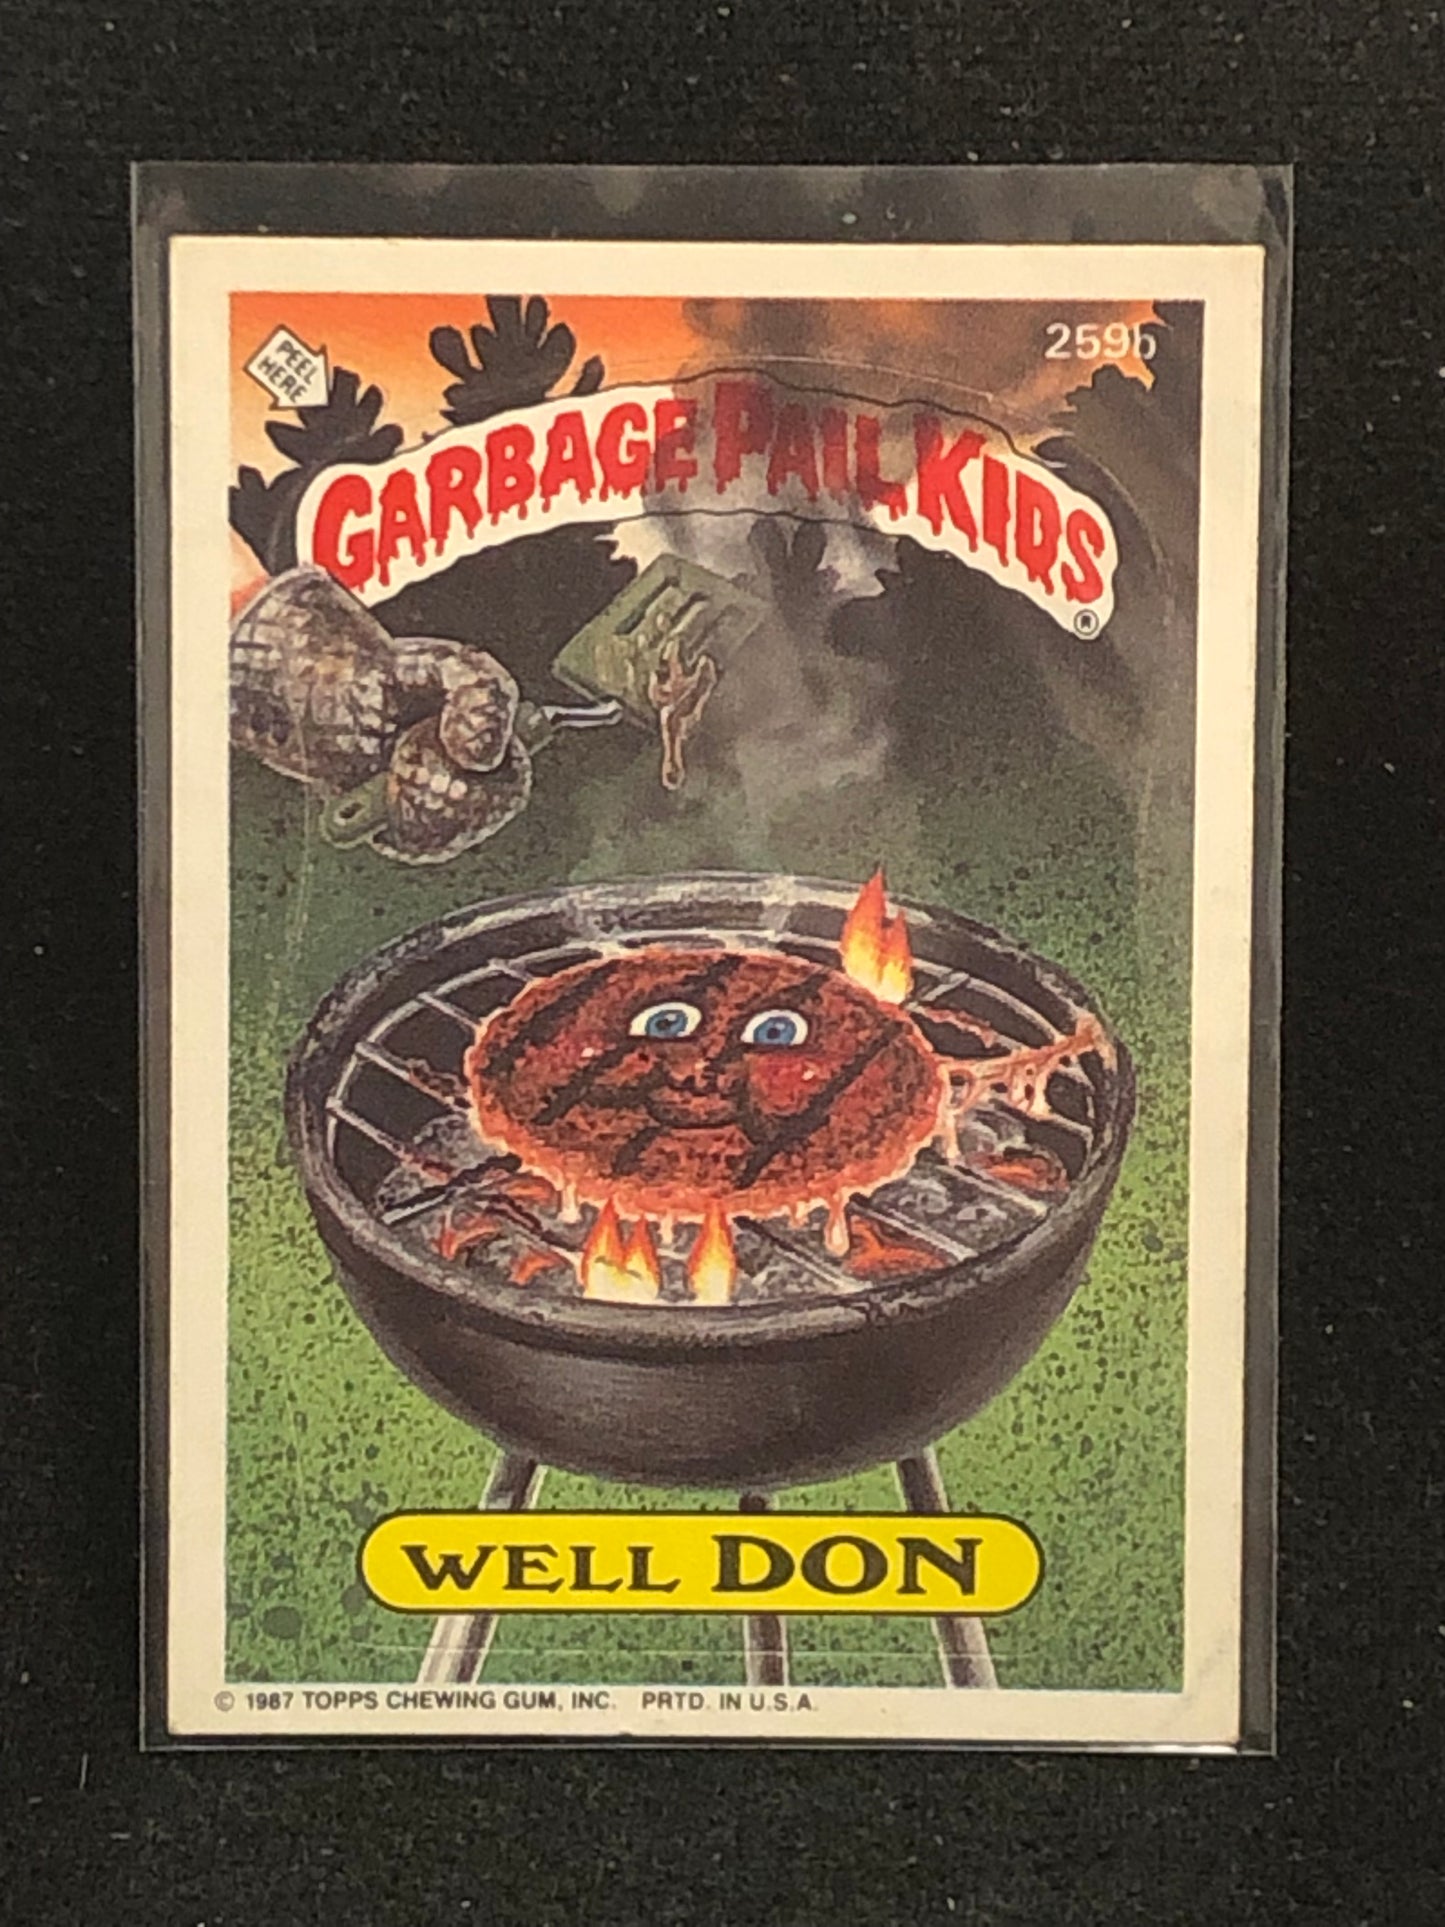 PEEL
HERE
259b
GARBAGE PAIL KIDS
®
WELL DON
© 1987 TOPPS CHEWING GUM, INC. PRTD. IN U.S.A.